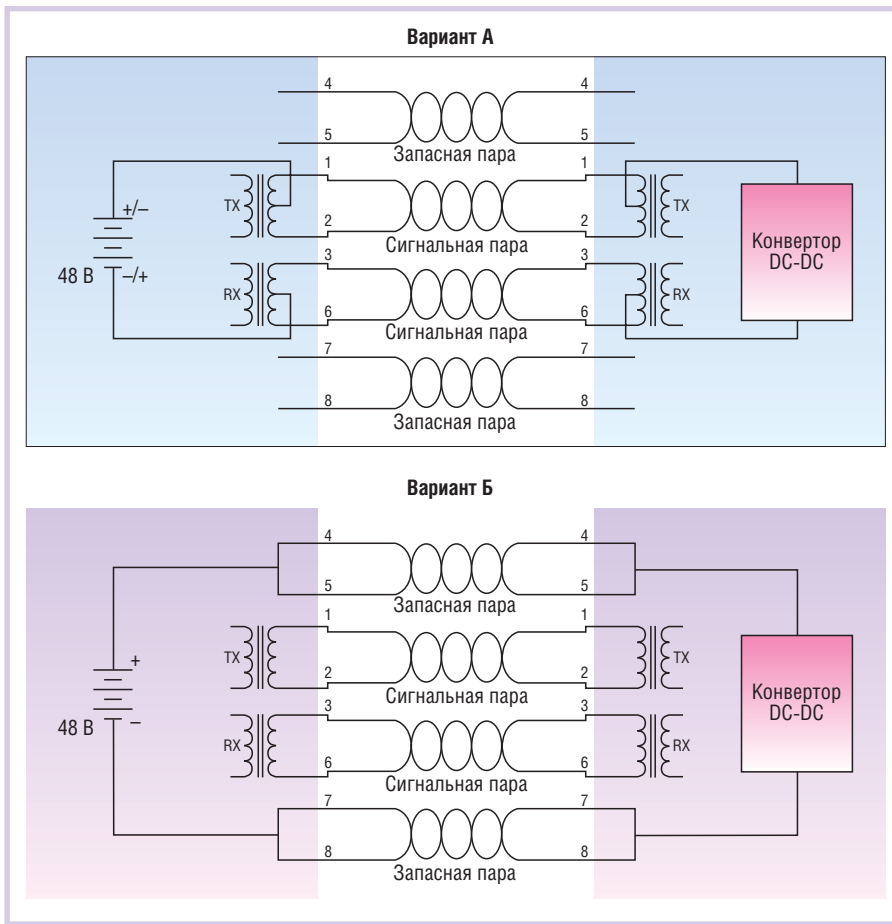 Вариант А
4 4
5 5
Запасная пара
1 1
+/– TX TX
2 2
Сигнальная пара
Конвертор
DC-DC
3 3
48 В –/+ RX RX
6 6
Сигнальная пара
7 7
8 8
Запасная пара
Вариант Б
4 4
5 5
Запасная пара
1 1
+ TX TX
2 2
Сигнальная пара
Конвертор
DC-DC
3 3
48 В – RX RX
6 6
Сигнальная пара
7 7
8 8
Запасная пара